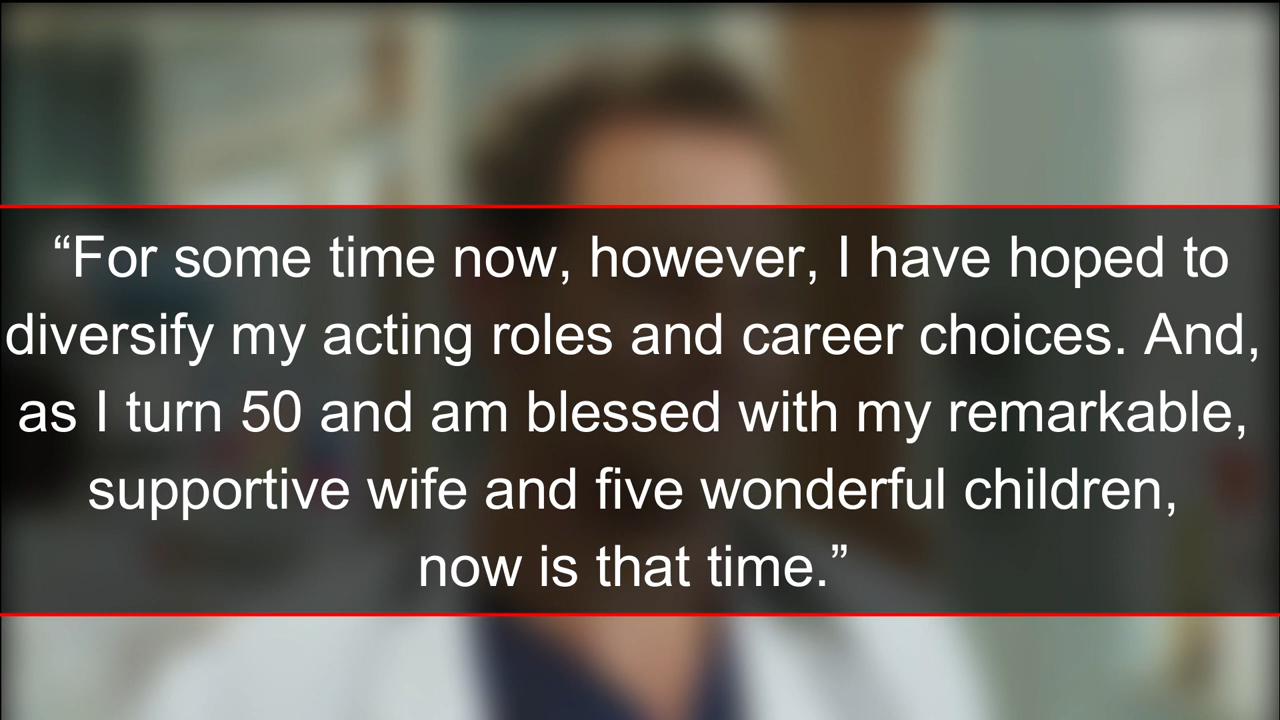 “For some time now, however, I have hoped to
diversify my acting roles and career choices. And,
as I turn 50 and am blessed with my remarkable,
supportive wife and five wonderful children,
now is that time.”